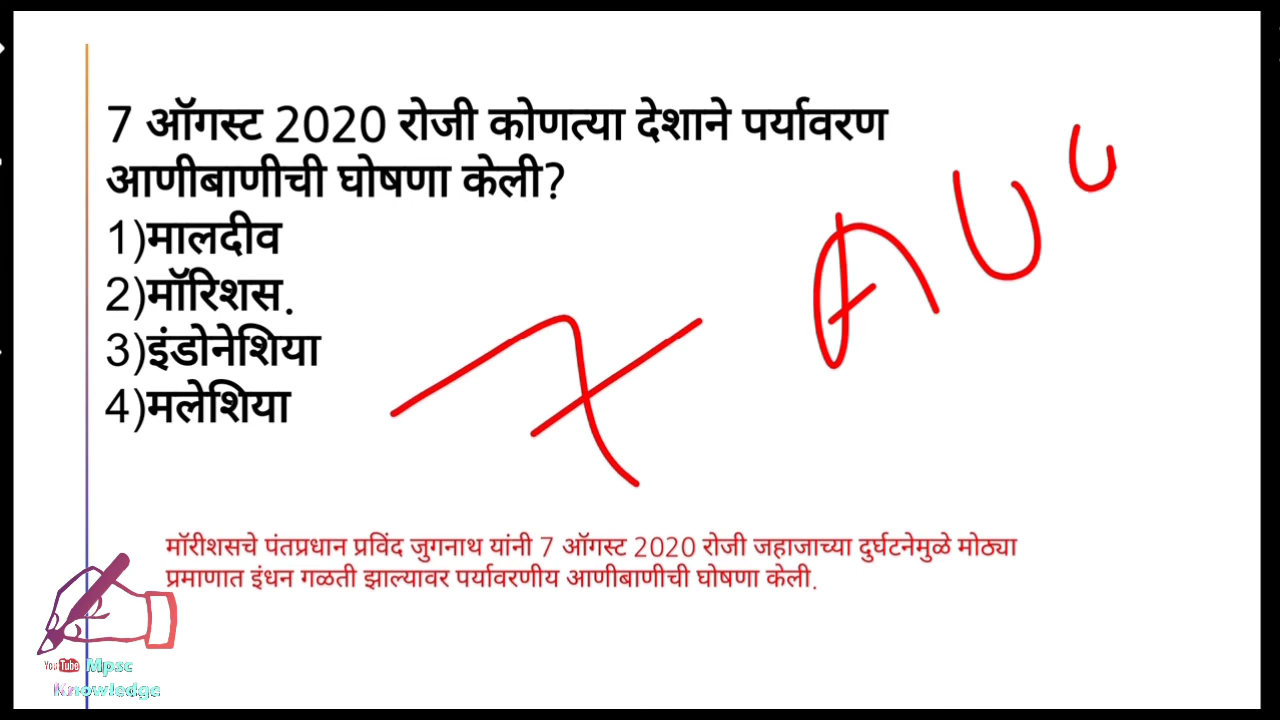 7 ऑगस्ट 2020 रोजी कोणत्या देशाने पर्यावरण
आणीबाणीची घोषणा केली?
1)मालदीव
2)मॉरिशस.
3)इंडोनेशिया
4)मलेशिया
7 AUG
मॉरीशसचे पंतप्रधान प्रविंद जुगनाथ यांनी 7 ऑगस्ट 2020 रोजी जहाजाच्या दुर्घटनेमुळे मोठ्या
प्रमाणात इंधन गळती झाल्यावर पर्यावरणीय आणीबाणीची घोषणा केली.
YouTube Mpsc
Knowledge